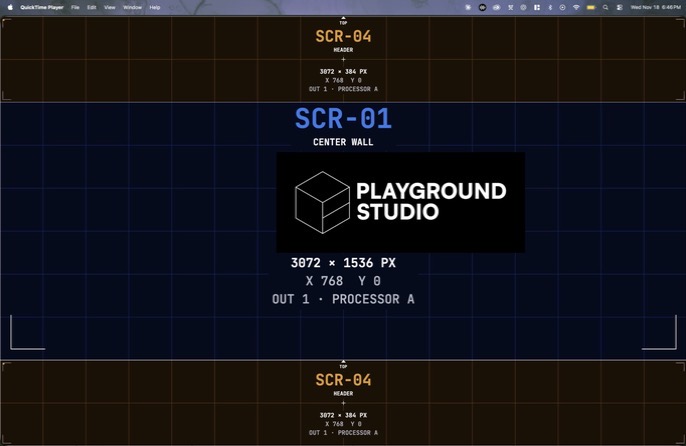 QuickTime Player File Edit View Window Help
Wed Nov 18 6:46 PM
TOP
SCR-04
HEADER
3072 × 384 PX
X 768 Y 0
OUT 1 · PROCESSOR A
SCR-01
CENTER WALL
PLAYGROUND
STUDIO
3072 × 1536 PX
X 768 Y 0
OUT 1 · PROCESSOR A
TOP
SCR-04
HEADER
3072 × 384 PX
X 768 Y 0
OUT 1 · PROCESSOR A